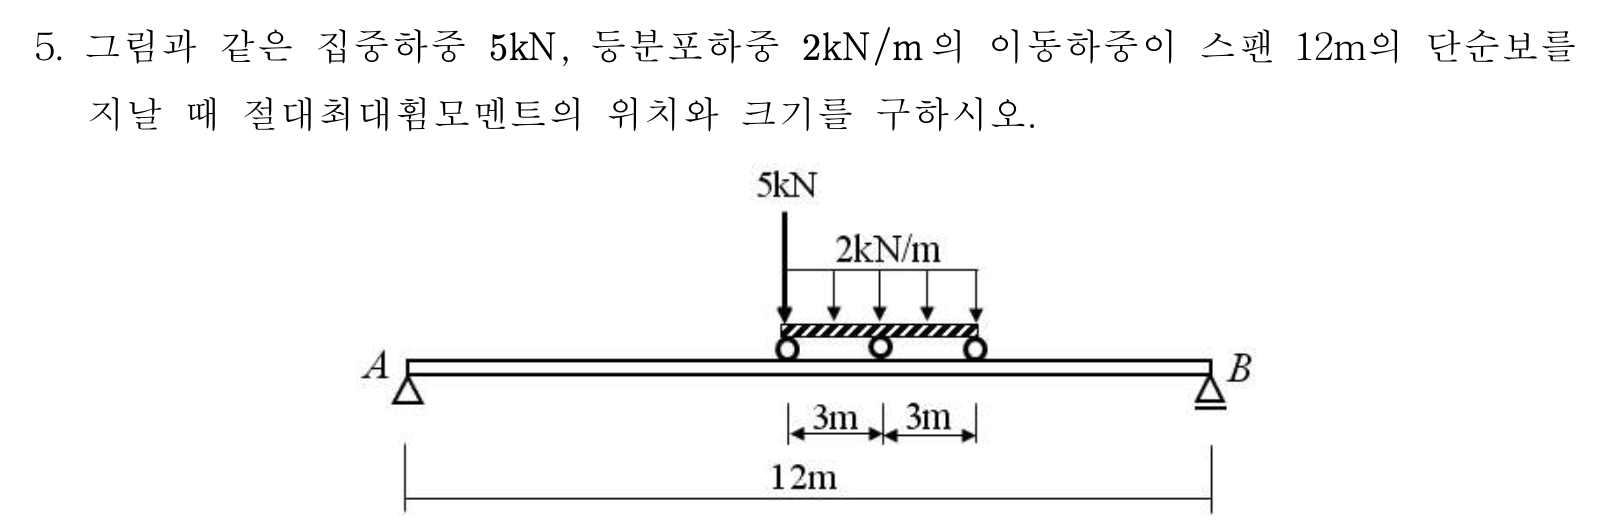 5. 그림과 같은 집중하중 5kN, 등분포하중 2kN/m의 이동하중이 스팬 12m의 단순보를
지날 때 절대최대휨모멘트의 위치와 크기를 구하시오.
5kN
2kN/m
A
B
3m
3m
12m